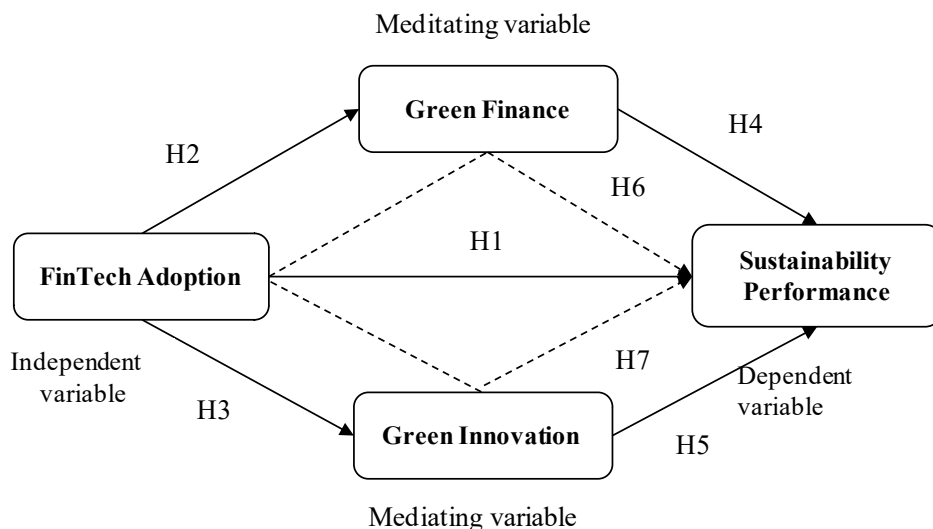 Meditating variable
Green Finance
H2
H4
H6
H1
FinTech Adoption
Sustainability
Performance
Independent
variable
H3
H7
Dependent
variable
Green Innovation
H5
Mediating variable